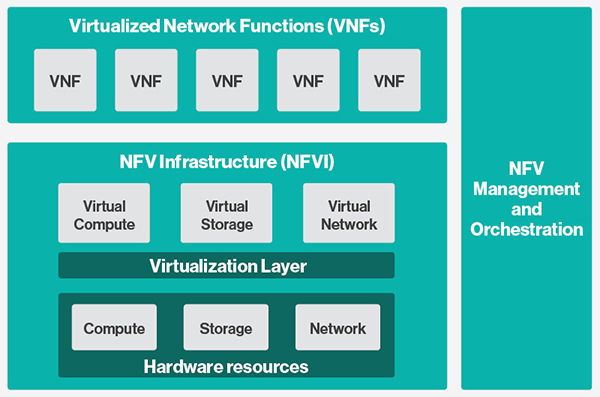 Virtualized Network Functions (VNFs)
VNF VNF VNF VNF VNF
NFV Infrastructure (NFVI)
Virtual
Compute
Virtual
Storage
Virtual
Network
Virtualization Layer
Compute Storage Network
Hardware resources
NFV
Management
and
Orchestration